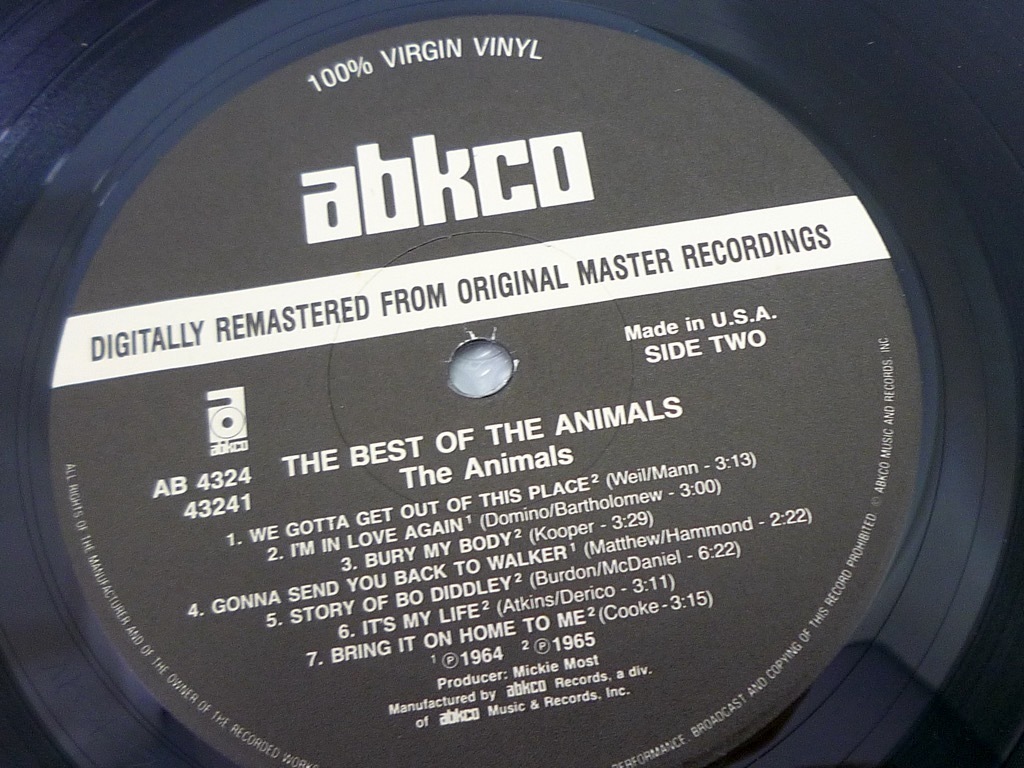 100% VIRGIN VINYL
abkco
DIGITALLY REMASTERED FROM ORIGINAL MASTER RECORDINGS
Made in U.S.A.
SIDE TWO
abkco
AB 4324
43241
THE BEST OF THE ANIMALS
The Animals
1. WE GOTTA GET OUT OF THIS PLACE² (Weil/Mann - 3:13)
2. I'M IN LOVE AGAIN¹ (Domino/Bartholomew - 3:00)
3. BURY MY BODY² (Kooper - 3:29)
4. GONNA SEND YOU BACK TO WALKER¹ (Matthew/Hammond - 2:22)
5. STORY OF BO DIDDLEY² (Burdon/McDaniel - 6:22)
6. IT'S MY LIFE² (Atkins/Derico - 3:11)
7. BRING IT ON HOME TO ME² (Cooke-3:15)
¹ ℗1964 ² ℗1965
Producer: Mickie Most
Manufactured by abkco Records, a div.
of abkco Music & Records, Inc.
ALL RIGHTS OF THE MANUFACTURER AND OF THE OWNER OF THE RECORDED WORK
PERFORMANCE. BROADCAST AND COPYING OF THIS RECORD PROHIBITED. © ABKCO MUSIC AND RECORDS, INC